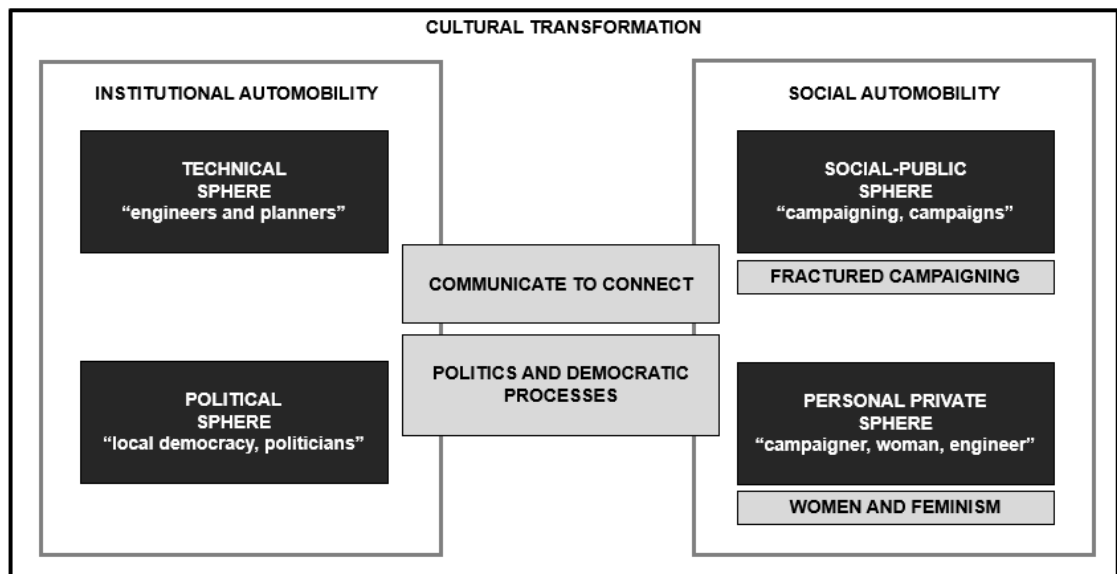 CULTURAL TRANSFORMATION
INSTITUTIONAL AUTOMOBILITY
TECHNICAL
SPHERE
“engineers and planners”
POLITICAL
SPHERE
“local democracy, politicians”
COMMUNICATE TO CONNECT
POLITICS AND DEMOCRATIC
PROCESSES
SOCIAL AUTOMOBILITY
SOCIAL-PUBLIC
SPHERE
“campaigning, campaigns”
FRACTURED CAMPAIGNING
PERSONAL PRIVATE
SPHERE
“campaigner, woman, engineer”
WOMEN AND FEMINISM